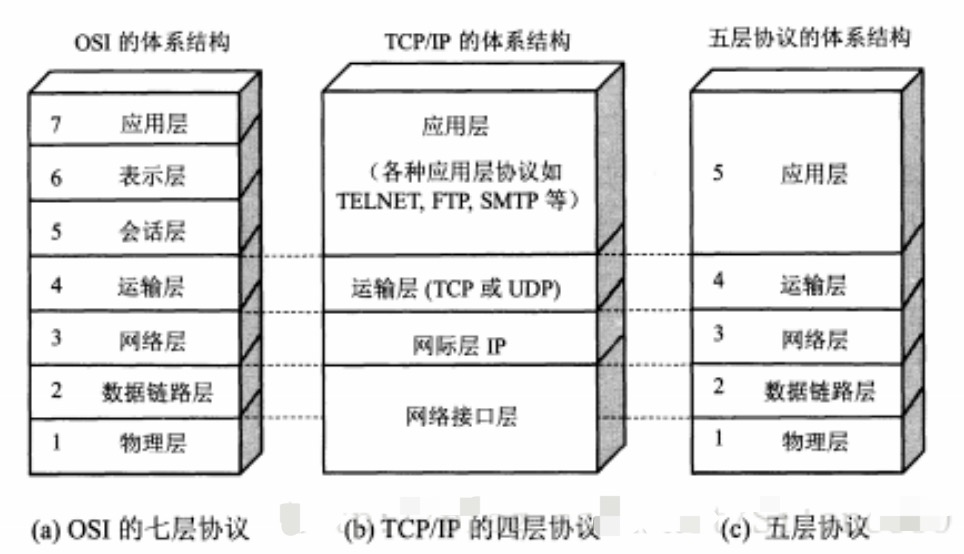 OSI 的体系结构
7 应用层
6 表示层
5 会话层
4 运输层
3 网络层
2 数据链路层
1 物理层
(a) OSI 的七层协议
TCP/IP 的体系结构
应用层
(各种应用层协议如
TELNET, FTP, SMTP 等)
运输层 (TCP 或 UDP)
网际层 IP
网络接口层
(b) TCP/IP 的四层协议
五层协议的体系结构
5 应用层
4 运输层
3 网络层
2 数据链路层
1 物理层
(c) 五层协议